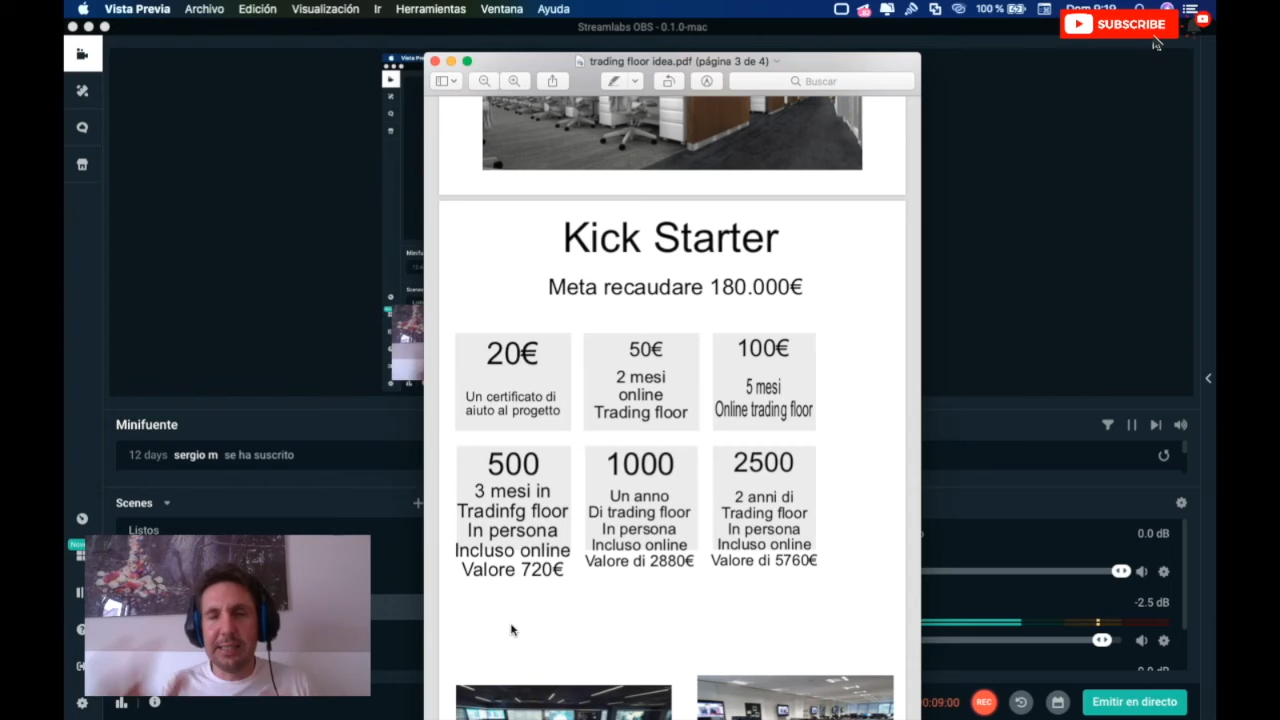 Vista Previa Archivo Edición Visualización Ir Herramientas Ventana Ayuda
100 %
SUBSCRIBE
Streamlabs OBS - 0.1.0-mac
trading floor idea.pdf (página 3 de 4)
Buscar
Kick Starter
Meta recaudare 180.000€
20€
Un certificato di
aiuto al progetto
50€
2 mesi
online
Trading floor
100€
5 mesi
Online trading floor
500
3 mesi in
Tradinfg floor
In persona
Incluso online
Valore 720€
1000
Un anno
Di trading floor
In persona
Incluso online
Valore di 2880€
2500
2 anni di
Trading floor
In persona
Incluso online
Valore di 5760€
Minifuente
12 days sergio m se ha suscrito
Scenes
Listos
0.0 dB
-2.5 dB
:09:00
REC
Emitir en directo